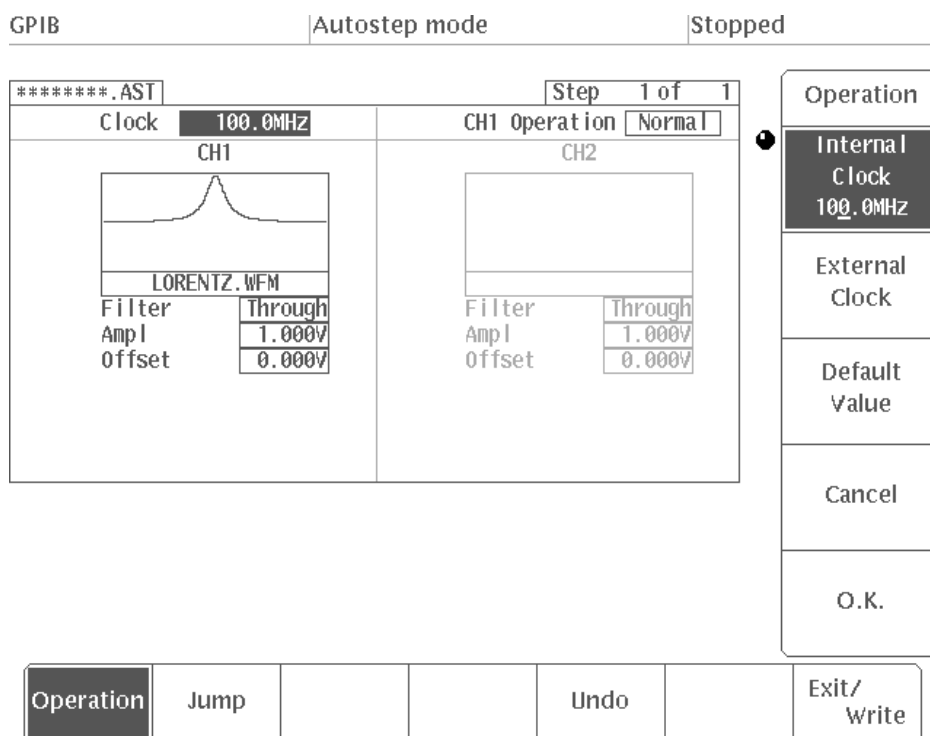 GPIB Autostep mode Stopped
********.AST Step 1 of 1
Clock 100.0MHz CH1 Operation Normal
CH1 CH2
LORENTZ.WFM
Filter Through Filter Through
Ampl 1.000V Ampl 1.000V
Offset 0.000V Offset 0.000V
Operation
Internal
Clock
100.0MHz
External
Clock
Default
Value
Cancel
O.K.
Operation Jump Undo Exit/
Write